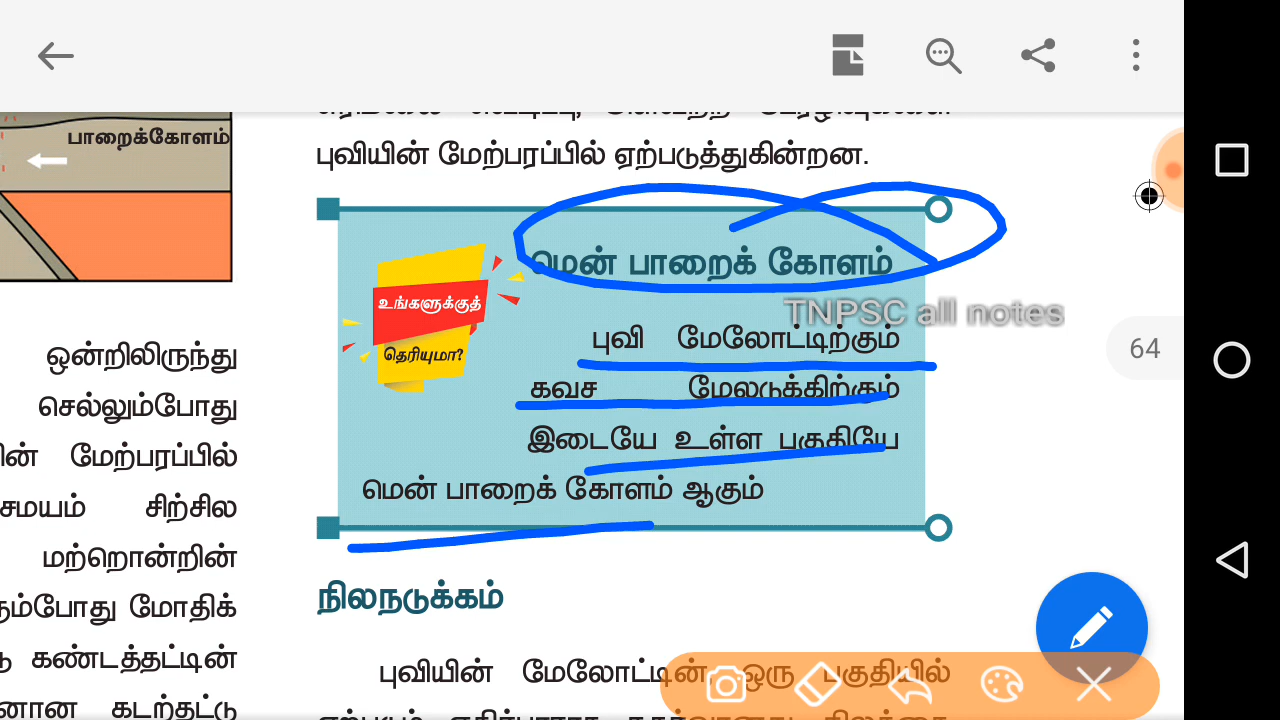 பாறைக்கோளம்
புவியின் மேற்பரப்பில் ஏற்படுத்துகின்றன.
மென் பாறைக் கோளம்
உங்களுக்குத்
தெரியுமா?
TNPSC all notes
புவி மேலோட்டிற்கும்
கவச மேலடுக்கிற்கும்
இடையே உள்ள பகுதியே
மென் பாறைக் கோளம் ஆகும்
64
ஒன்றிலிருந்து
செல்லும்போது
மேற்பரப்பில்
சிற்சில
மற்றொன்றின்
மோதிக்
கண்டத்தட்டின்
கடற்தட்டு
நிலநடுக்கம்
புவியின் மேலோட்டின் ஒரு பகுதியில்